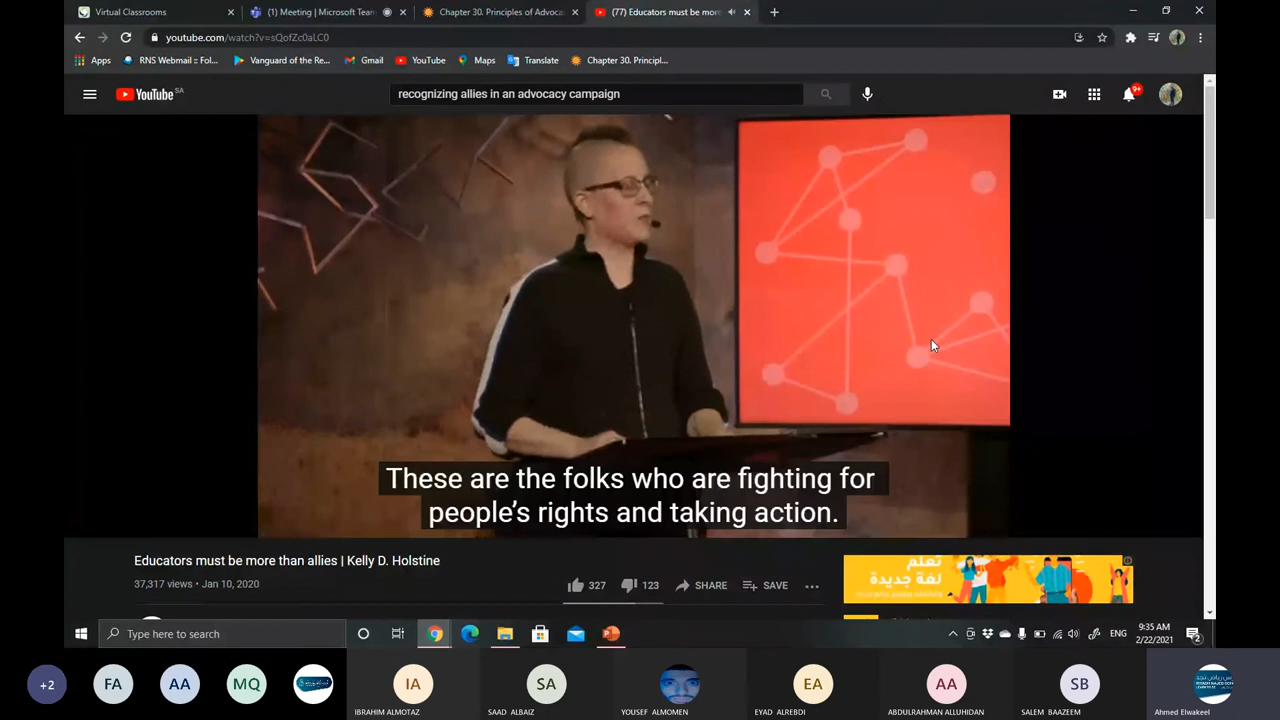 Virtual Classrooms
(1) Meeting | Microsoft Team
Chapter 30. Principles of Advoca
(77) Educators must be more
youtube.com/watch?v=sQofZc0aLC0
Apps
RNS Webmail :: Fol...
Vanguard of the Re...
Gmail
YouTube
Maps
Translate
Chapter 30. Principl...
YouTube SA
recognizing allies in an advocacy campaign
9+
These are the folks who are fighting for
people's rights and taking action.
Educators must be more than allies | Kelly D. Holstine
37,317 views • Jan 10, 2020
327
123
SHARE
SAVE
تعلم
لغة جديدة
Type here to search
ENG
9:35 AM
2/22/2021
2
+2
FA
AA
MQ
IA
SA
EA
AA
SB
IBRAHIM ALMOTAZ
SAAD ALBAIZ
YOUSEF ALMOMEN
EYAD ALREBDI
ABDULRAHMAN ALLUHIDAN
SALEM BAAZEEM
Ahmed Elwakeel